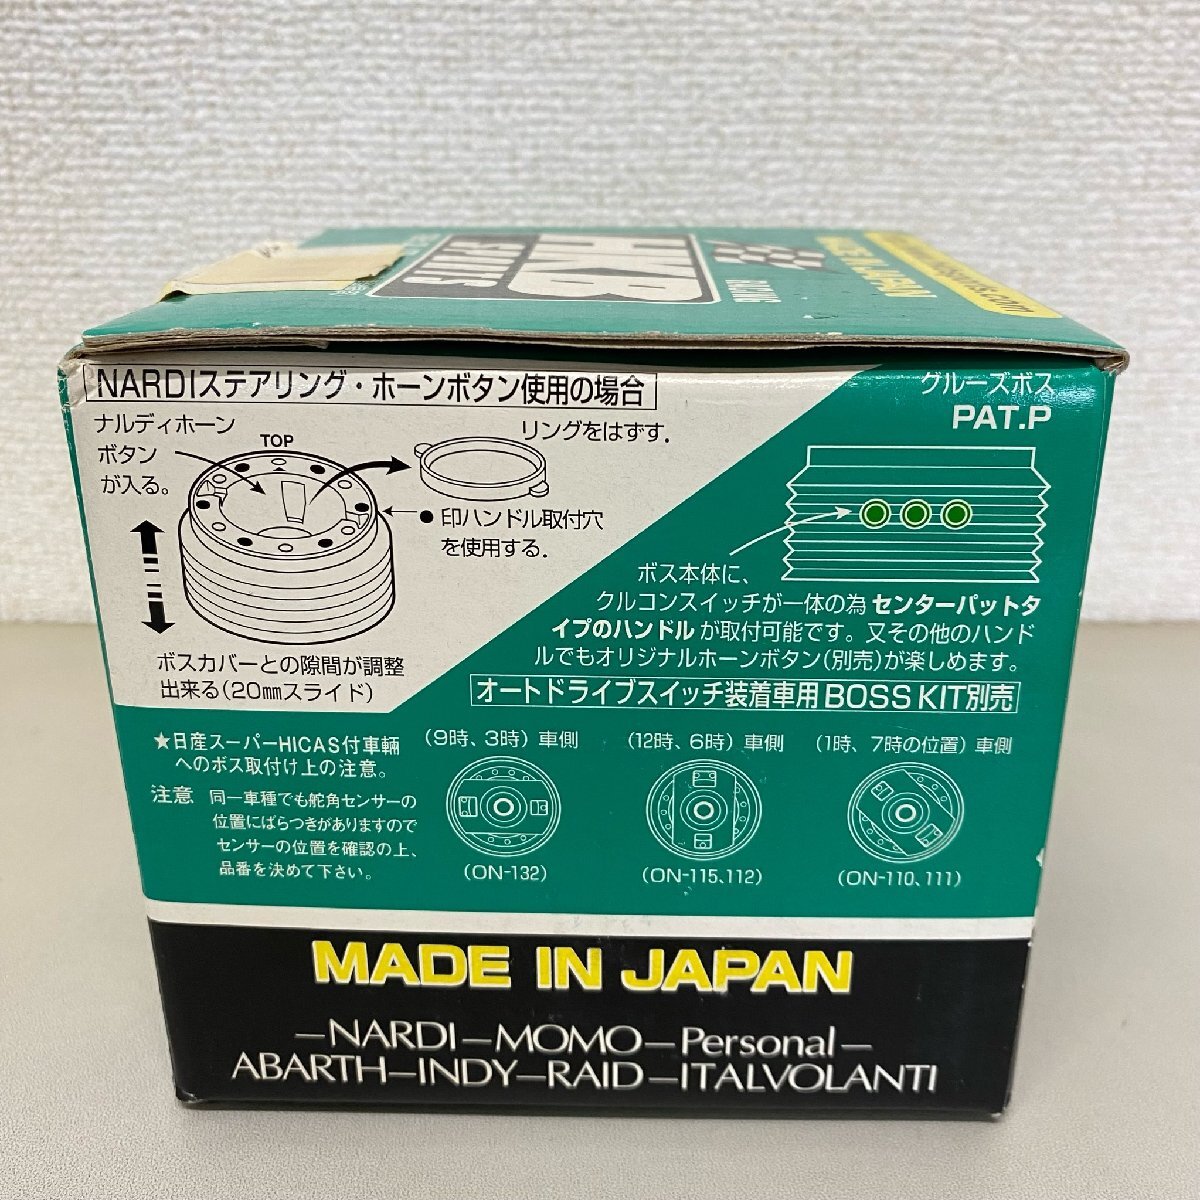 HKB
RACING
MADE IN JAPAN
NARDIステアリング・ホーンボタン使用の場合
ナルディホーン
ボタン
が入る。
TOP
リングをはずす.
● 印ハンドル取付穴
を使用する.
ボスカバーとの隙間が調整
出来る(20㎜スライド)
グルーズボス
PAT.P
ボス本体に、
クルコンスイッチが一体の為 センターパットタ
イプのハンドル が取付可能です。又その他のハンド
ルでもオリジナルホーンボタン(別売)が楽しめます。
オートドライブスイッチ装着車用 BOSS KIT別売
★日産スーパーHICAS付車輛
へのボス取付け上の注意。
注意 同一車種でも舵角センサーの
位置にばらつきがありますので
センサーの位置を確認の上、
品番を決めて下さい。
(9時、3時) 車側
(12時、6時) 車側
(1時、7時の位置) 車側
(ON-132)
(ON-115、112)
(ON-110、111)
MADE IN JAPAN
—NARDI—MOMO—Personal—
ABARTH—INDY—RAID—ITALVOLANTI